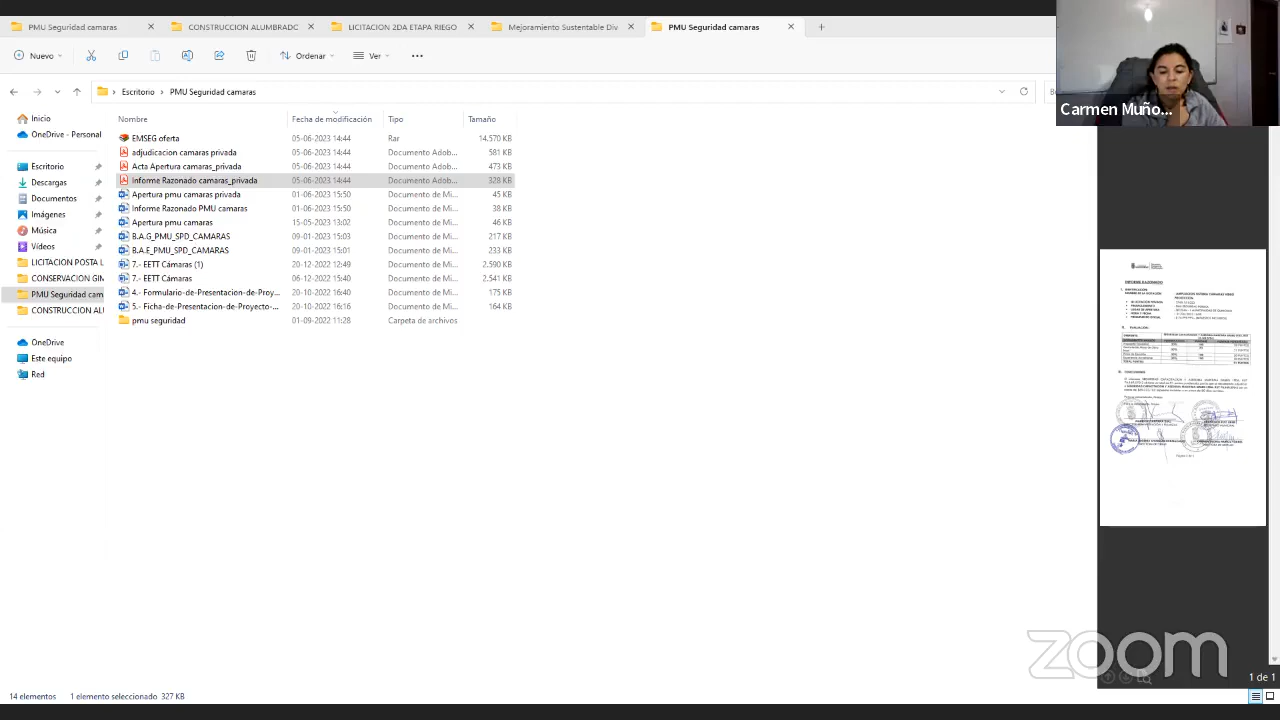 PMU Seguridad camaras
CONSTRUCCION ALUMBRADC
LICITACION 2DA ETAPA RIEGO
Mejoramiento Sustentable Div
PMU Seguridad camaras
Nuevo
Ordenar
Ver
Escritorio
PMU Seguridad camaras
Carmen Muño...
Nombre
Fecha de modificación
Tipo
Tamaño
EMSEG oferta 05-06-2023 14:44 Rar 14.570 KB
adjudicacion camaras privada 05-06-2023 14:44 Documento Adob... 581 KB
Acta Apertura camaras_privada 05-06-2023 14:44 Documento Adob... 473 KB
Informe Razonado camaras_privada 05-06-2023 14:44 Documento Adob... 328 KB
Apertura pmu camaras privada 01-06-2023 15:50 Documento de Mi... 45 KB
Informe Razonado PMU camaras 01-06-2023 15:50 Documento de Mi... 38 KB
Apertura pmu camaras 15-05-2023 13:02 Documento de Mi... 46 KB
B.A.G_PMU_SPD_CAMARAS 09-01-2023 15:03 Documento de Mi... 217 KB
B.A.E_PMU_SPD_CAMARAS 09-01-2023 15:01 Documento de Mi... 233 KB
7.- EETT Cámaras (1) 20-12-2022 12:49 Documento de Mi... 2.590 KB
7.- EETT Cámaras 06-12-2022 15:40 Documento de Mi... 2.541 KB
4.- Formulario-de-Presentacion-de-Proy... 20-10-2022 16:40 Documento de Mi... 175 KB
5.- Ficha-de-Presentacion-de-Proyecto-... 20-10-2022 16:16 Documento de Mi... 164 KB
pmu seguridad 01-09-2022 11:28 Carpeta de archivos
Inicio
OneDrive - Personal
Escritorio
Descargas
Documentos
Imágenes
Música
Vídeos
LICITACION POSTA L
CONSERVACION GIM
PMU Seguridad cam
CONSTRUCCION ALU
OneDrive
Este equipo
Red
INFORME RAZONADO
zoom
1 de 1
14 elementos
1 elemento seleccionado 327 KB